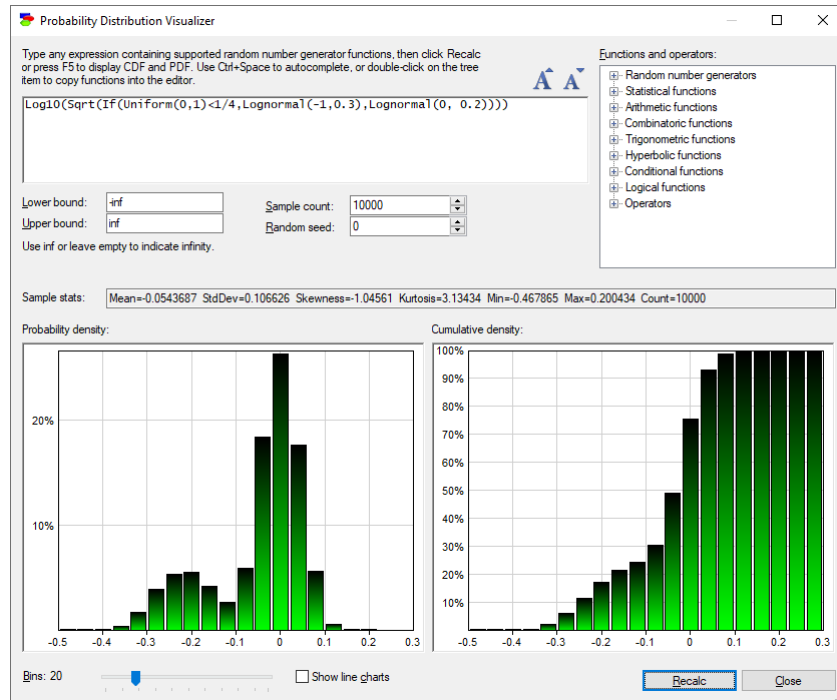 Probability Distribution Visualizer
Type any expression containing supported random number generator functions, then click Recalc
or press F5 to display CDF and PDF. Use Ctrl+Space to autocomplete, or double-click on the tree
item to copy functions into the editor.
A A
Log10(Sqrt(If(Uniform(0,1)<1/4,Lognormal(-1,0.3),Lognormal(0, 0.2))))
Functions and operators:
Random number generators
Statistical functions
Arithmetic functions
Combinatoric functions
Trigonometric functions
Hyperbolic functions
Conditional functions
Logical functions
Operators
Lower bound: -inf
Upper bound: inf
Use inf or leave empty to indicate infinity.
Sample count: 10000
Random seed: 0
Sample stats: Mean=-0.0543687 StdDev=0.106626 Skewness=-1.04561 Kurtosis=3.13434 Min=-0.467865 Max=0.200434 Count=10000
Probability density:
20%
10%
-0.5 -0.4 -0.3 -0.2 -0.1 0 0.1 0.2 0.3
Cumulative density:
100%
90%
80%
70%
60%
50%
40%
30%
20%
10%
-0.5 -0.4 -0.3 -0.2 -0.1 0 0.1 0.2 0.3
Bins: 20
Show line charts
Recalc
Close